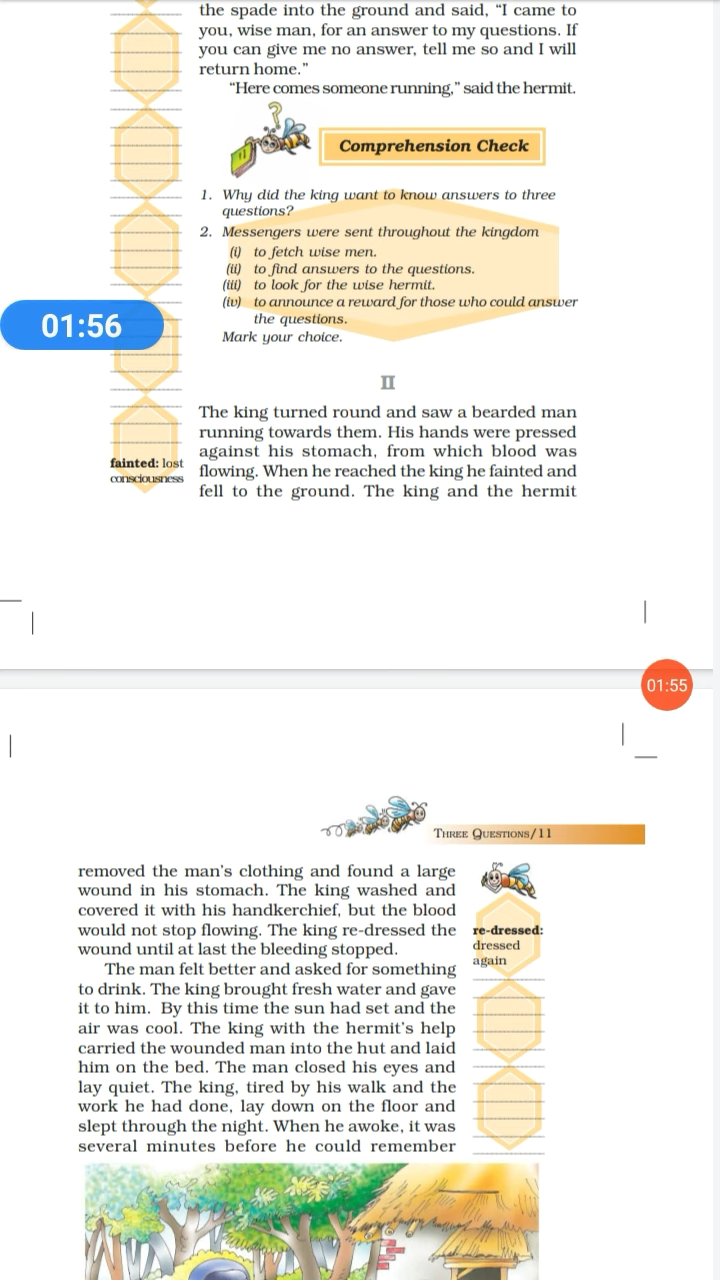 the spade into the ground and said, “I came to
you, wise man, for an answer to my questions. If
you can give me no answer, tell me so and I will
return home.”
“Here comes someone running,” said the hermit.
?
Comprehension Check
1. Why did the king want to know answers to three
questions?
2. Messengers were sent throughout the kingdom
(i) to fetch wise men.
(ii) to find answers to the questions.
(iii) to look for the wise hermit.
(iv) to announce a reward for those who could answer
the questions.
Mark your choice.
01:56
II
The king turned round and saw a bearded man
running towards them. His hands were pressed
against his stomach, from which blood was
flowing. When he reached the king he fainted and
fell to the ground. The king and the hermit
fainted: lost
consciousness
01:55
THREE QUESTIONS/11
removed the man's clothing and found a large
wound in his stomach. The king washed and
covered it with his handkerchief, but the blood
would not stop flowing. The king re-dressed the
wound until at last the bleeding stopped.
re-dressed:
dressed
again
The man felt better and asked for something
to drink. The king brought fresh water and gave
it to him. By this time the sun had set and the
air was cool. The king with the hermit's help
carried the wounded man into the hut and laid
him on the bed. The man closed his eyes and
lay quiet. The king, tired by his walk and the
work he had done, lay down on the floor and
slept through the night. When he awoke, it was
several minutes before he could remember